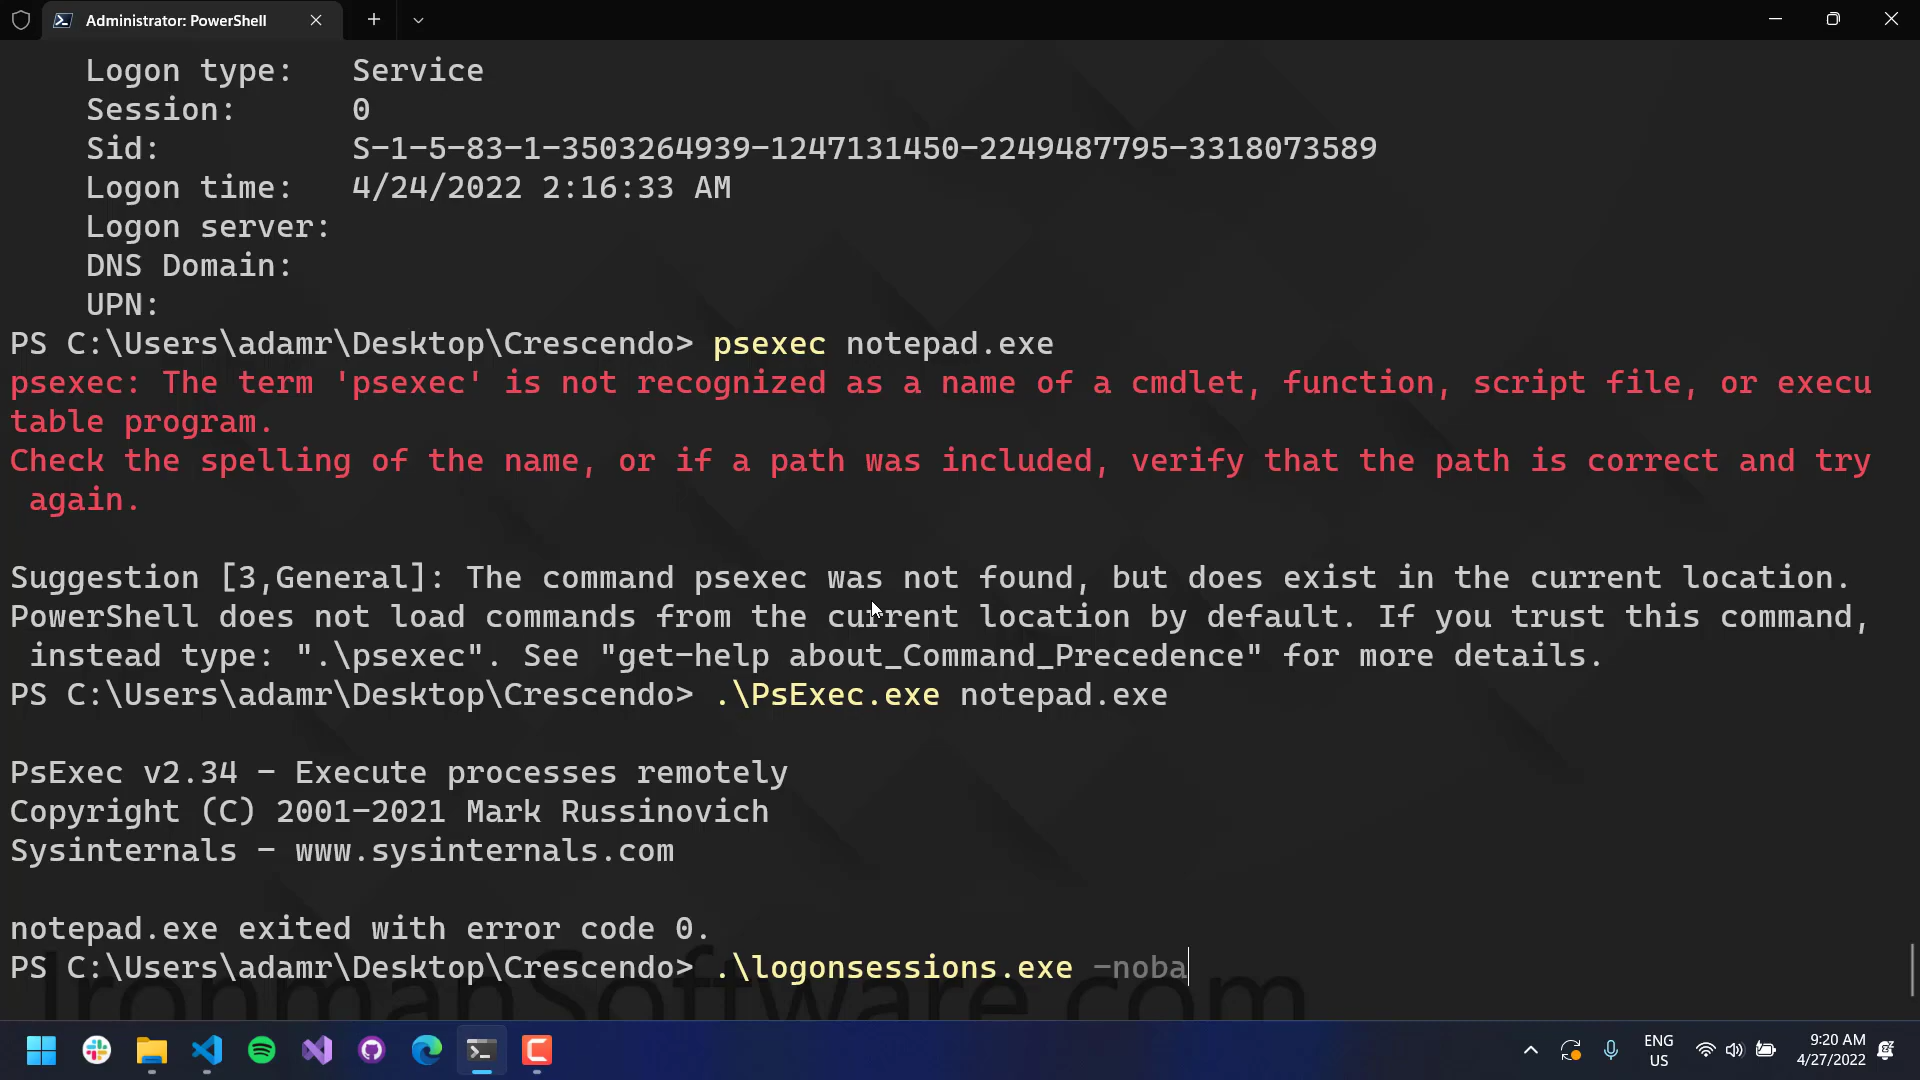 Administrator: PowerShell
Logon type:   Service
Session:      0
Sid:          S-1-5-83-1-3503264939-1247131450-2249487795-3318073589
Logon time:   4/24/2022 2:16:33 AM
Logon server:
DNS Domain:
UPN:
PS C:\Users\adamr\Desktop\Crescendo> psexec notepad.exe
psexec: The term 'psexec' is not recognized as a name of a cmdlet, function, script file, or execu
table program.
Check the spelling of the name, or if a path was included, verify that the path is correct and try
again.
Suggestion [3,General]: The command psexec was not found, but does exist in the current location.
PowerShell does not load commands from the current location by default. If you trust this command,
instead type: ".\psexec". See "get-help about_Command_Precedence" for more details.
PS C:\Users\adamr\Desktop\Crescendo> .\PsExec.exe notepad.exe
PsExec v2.34 - Execute processes remotely
Copyright (C) 2001-2021 Mark Russinovich
Sysinternals - www.sysinternals.com
notepad.exe exited with error code 0.
PS C:\Users\adamr\Desktop\Crescendo> .\logonsessions.exe -noba
IronmanSoftware.com
ENG
US
9:20 AM
4/27/2022